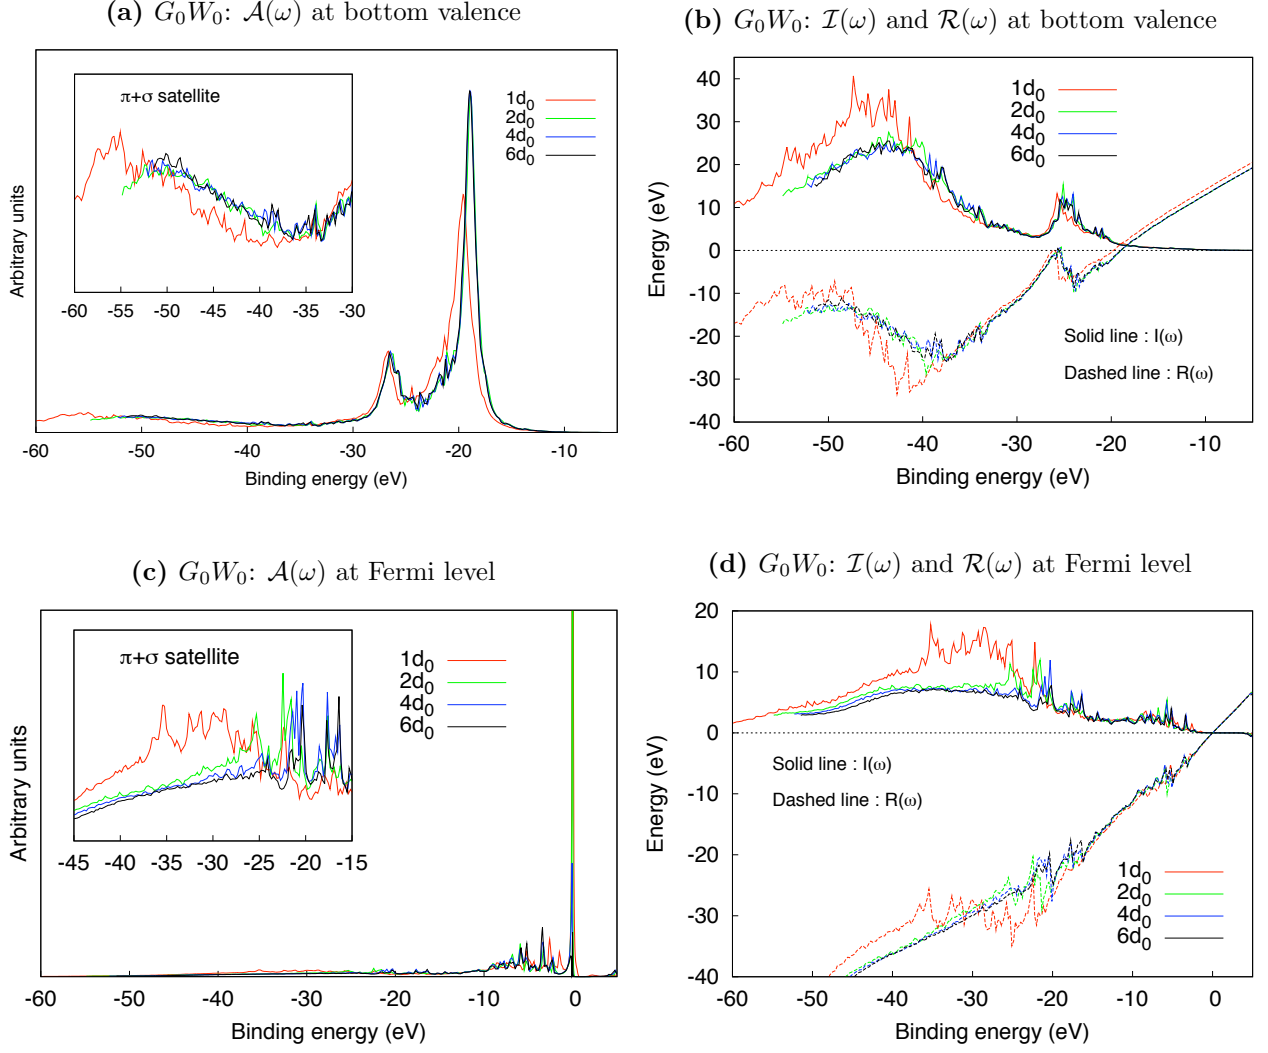 (a) G₀W₀: 𝒜(ω) at bottom valence
π+σ satellite
1d₀
2d₀
4d₀
6d₀
Arbitrary units
-60 -55 -50 -45 -40 -35 -30
-60 -50 -40 -30 -20 -10
Binding energy (eV)
(b) G₀W₀: ℐ(ω) and ℛ(ω) at bottom valence
40
30
20
10
0
-10
-20
-30
-40
Energy (eV)
1d₀
2d₀
4d₀
6d₀
Solid line : I(ω)
Dashed line : R(ω)
-60 -50 -40 -30 -20 -10
Binding energy (eV)
(c) G₀W₀: 𝒜(ω) at Fermi level
π+σ satellite
1d₀
2d₀
4d₀
6d₀
Arbitrary units
-45 -40 -35 -30 -25 -20 -15
-60 -50 -40 -30 -20 -10 0
Binding energy (eV)
(d) G₀W₀: ℐ(ω) and ℛ(ω) at Fermi level
20
10
0
-10
-20
-30
-40
Energy (eV)
Solid line : I(ω)
Dashed line : R(ω)
1d₀
2d₀
4d₀
6d₀
-60 -50 -40 -30 -20 -10 0
Binding energy (eV)